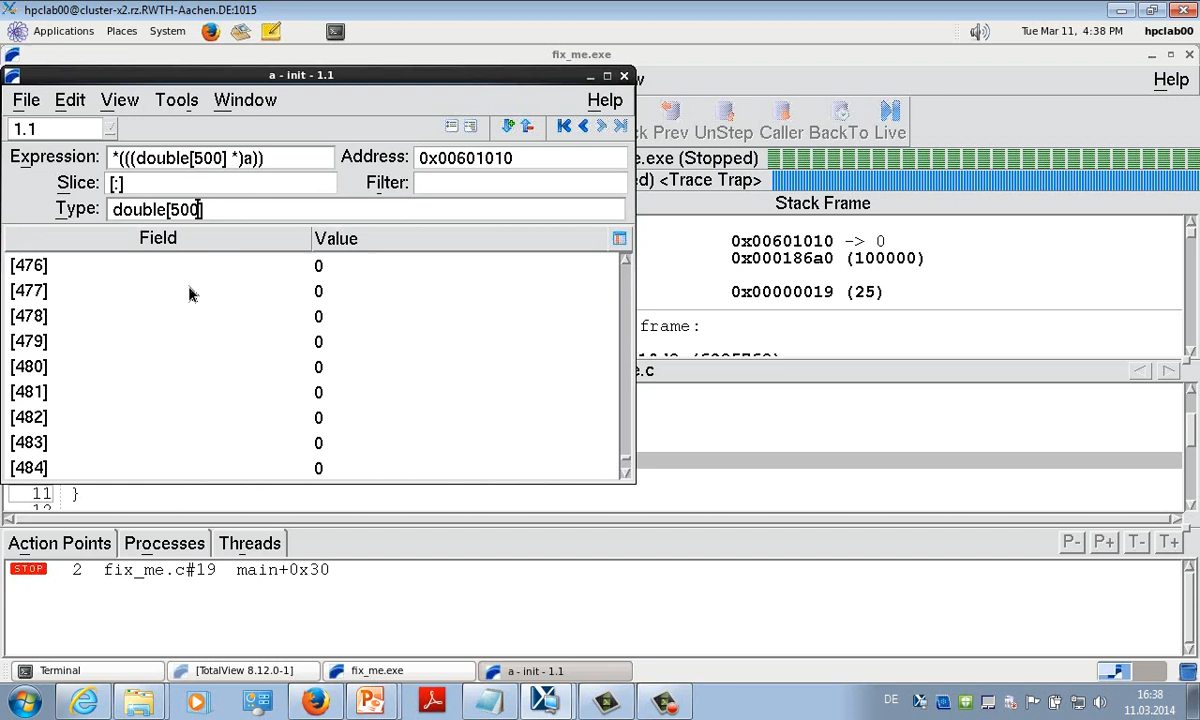 hpclab00@cluster-x2.rz.RWTH-Aachen.DE:1015
Applications Places System Tue Mar 11, 4:38 PM hpclab00
fix_me.exe
a - init - 1.1
File Edit View Tools Window Help
Help
1.1
Prev UnStep Caller BackTo Live
Expression: *(((double[500] *)a)) Address: 0x00601010
e.exe (Stopped)
Slice: [:] Filter:
<Trace Trap>
Type: double[500]
Stack Frame
Field Value
0x00601010 -> 0
0x000186a0 (100000)
0x00000019 (25)
frame:
[476] 0
[477] 0
[478] 0
[479] 0
[480] 0
[481] 0
[482] 0
[483] 0
[484] 0
e.c
11 }
Action Points Processes Threads P- P+ T- T+
STOP 2 fix_me.c#19 main+0x30
Terminal [TotalView 8.12.0-1] fix_me.exe a - init - 1.1
DE 16:38
11.03.2014